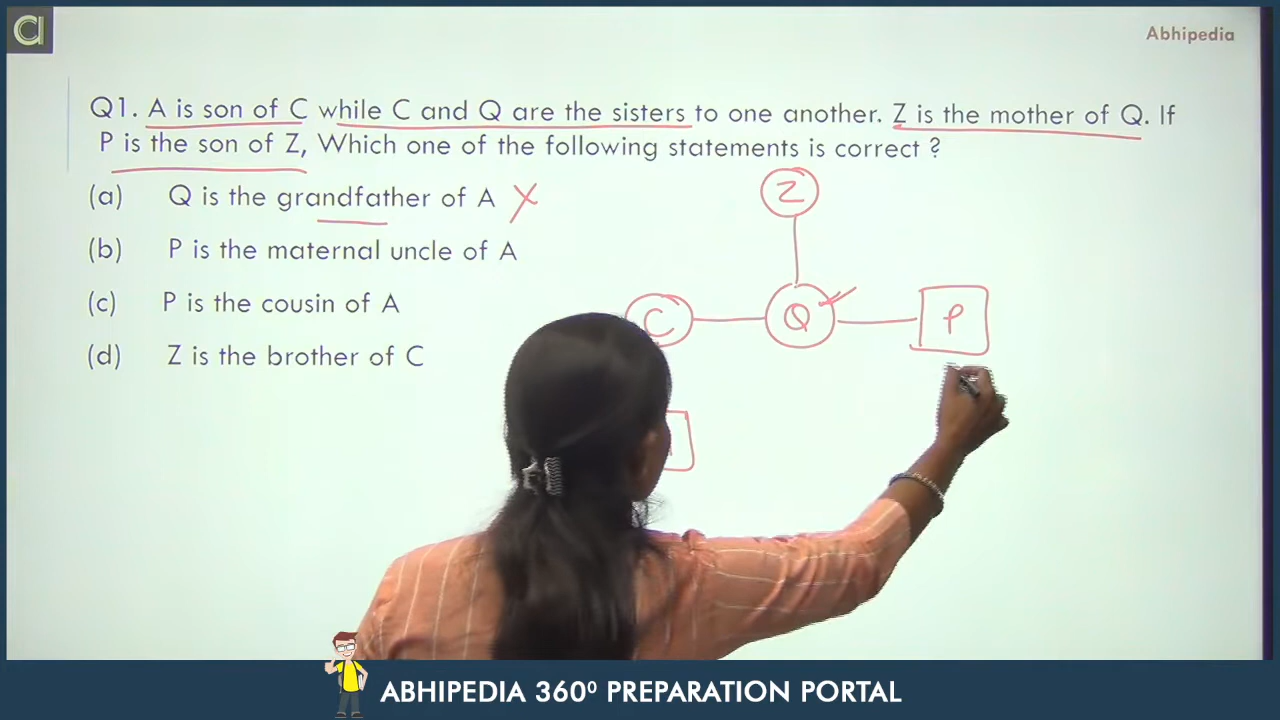 Abhipedia
Q1. A is son of C while C and Q are the sisters to one another. Z is the mother of Q. If
P is the son of Z, Which one of the following statements is correct ?
(a) Q is the grandfather of A X
(b) P is the maternal uncle of A
(c) P is the cousin of A
(d) Z is the brother of C
Z
C Q P
ABHIPEDIA 360⁰ PREPARATION PORTAL